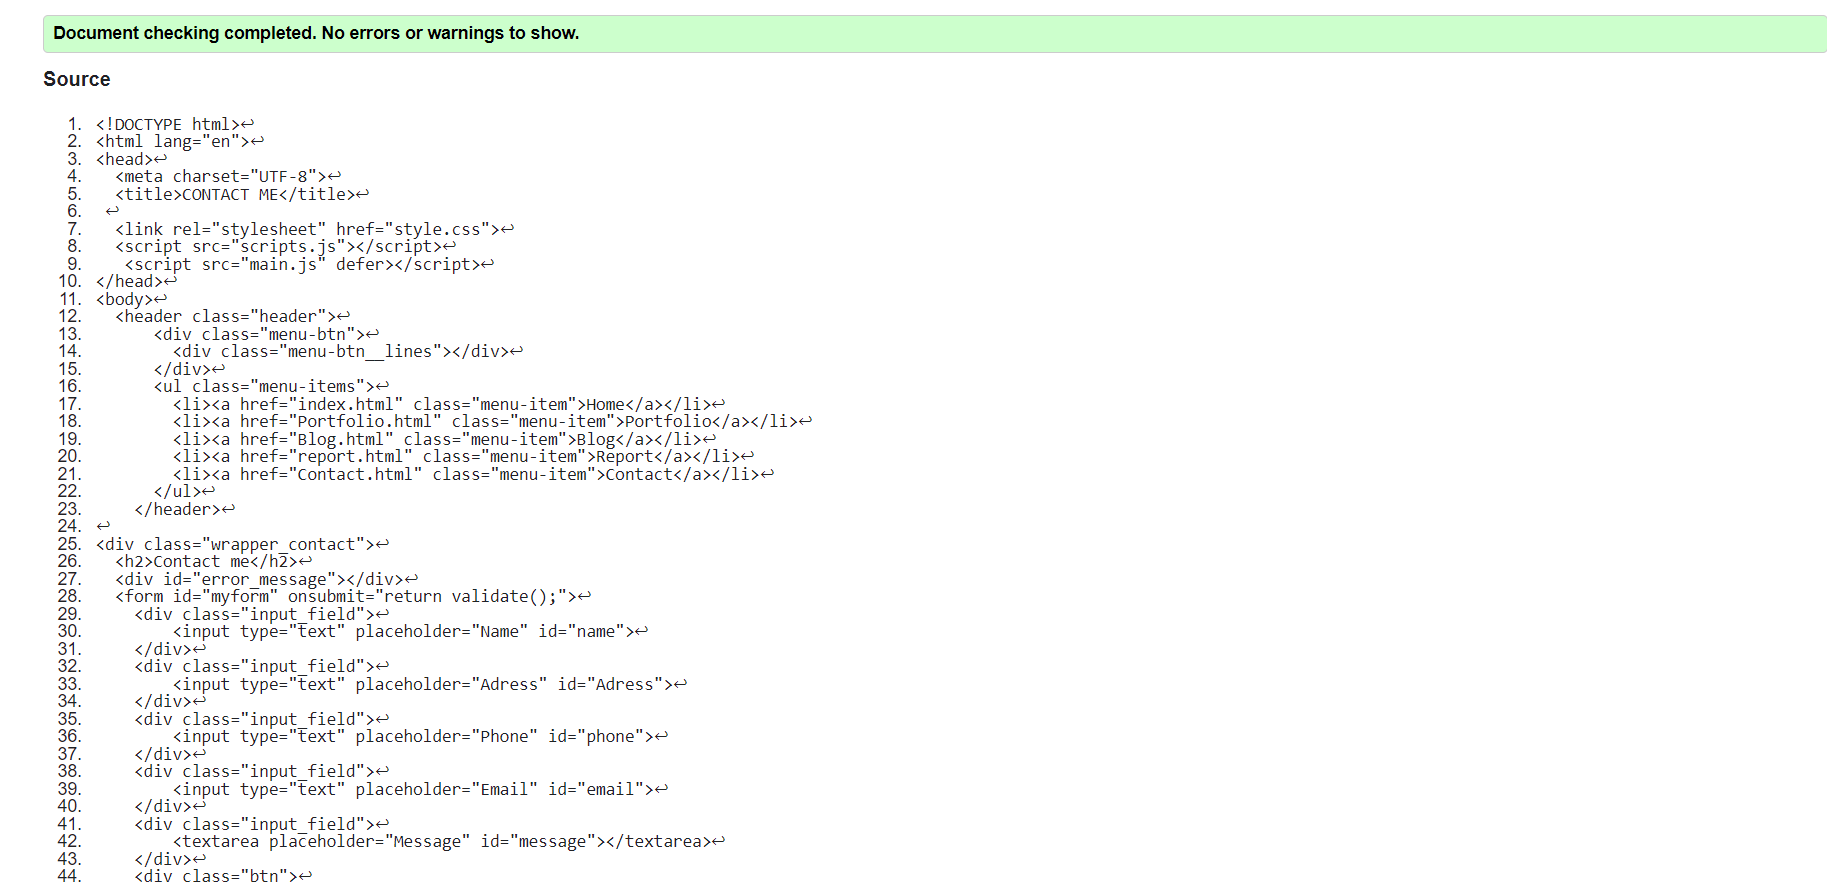 Document checking completed. No errors or warnings to show.
Source
1. <!DOCTYPE html>↩
2. <html lang="en">↩
3. <head>↩
4.   <meta charset="UTF-8">↩
5.   <title>CONTACT ME</title>↩
6.  ↩
7.   <link rel="stylesheet" href="style.css">↩
8.   <script src="scripts.js"></script>↩
9.    <script src="main.js" defer></script>↩
10. </head>↩
11. <body>↩
12.   <header class="header">↩
13.       <div class="menu-btn">↩
14.         <div class="menu-btn__lines"></div>↩
15.       </div>↩
16.       <ul class="menu-items">↩
17.         <li><a href="index.html" class="menu-item">Home</a></li>↩
18.         <li><a href="Portfolio.html" class="menu-item">Portfolio</a></li>↩
19.         <li><a href="Blog.html" class="menu-item">Blog</a></li>↩
20.         <li><a href="report.html" class="menu-item">Report</a></li>↩
21.         <li><a href="Contact.html" class="menu-item">Contact</a></li>↩
22.       </ul>↩
23.     </header>↩
24. ↩
25. <div class="wrapper_contact">↩
26.   <h2>Contact me</h2>↩
27.   <div id="error_message"></div>↩
28.   <form id="myform" onsubmit="return validate();">↩
29.     <div class="input_field">↩
30.         <input type="text" placeholder="Name" id="name">↩
31.     </div>↩
32.     <div class="input_field">↩
33.         <input type="text" placeholder="Adress" id="Adress">↩
34.     </div>↩
35.     <div class="input_field">↩
36.         <input type="text" placeholder="Phone" id="phone">↩
37.     </div>↩
38.     <div class="input_field">↩
39.         <input type="text" placeholder="Email" id="email">↩
40.     </div>↩
41.     <div class="input_field">↩
42.         <textarea placeholder="Message" id="message"></textarea>↩
43.     </div>↩
44.     <div class="btn">↩